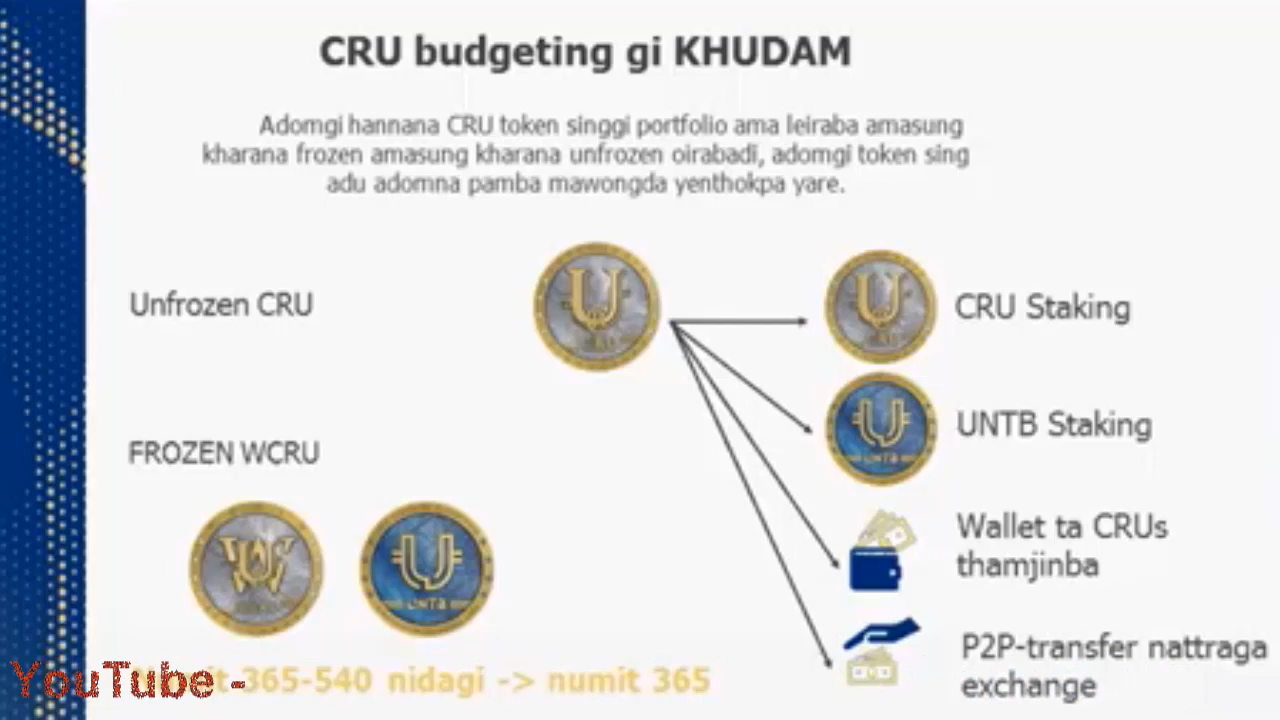 CRU budgeting gi KHUDAM
Adomgi hannana CRU token singgi portfolio ama leiraba amasung
kharana frozen amasung kharana unfrozen oirabadi, adomgi token sing
adu adomna pamba mawongda yenthokpa yare.
Unfrozen CRU
CRU Staking
UNTB Staking
FROZEN WCRU
UNTB
UNTB
Wallet ta CRUs
thamjinba
P2P-transfer nattraga
exchange
365-540 nidagi -> numit 365
YouTube -